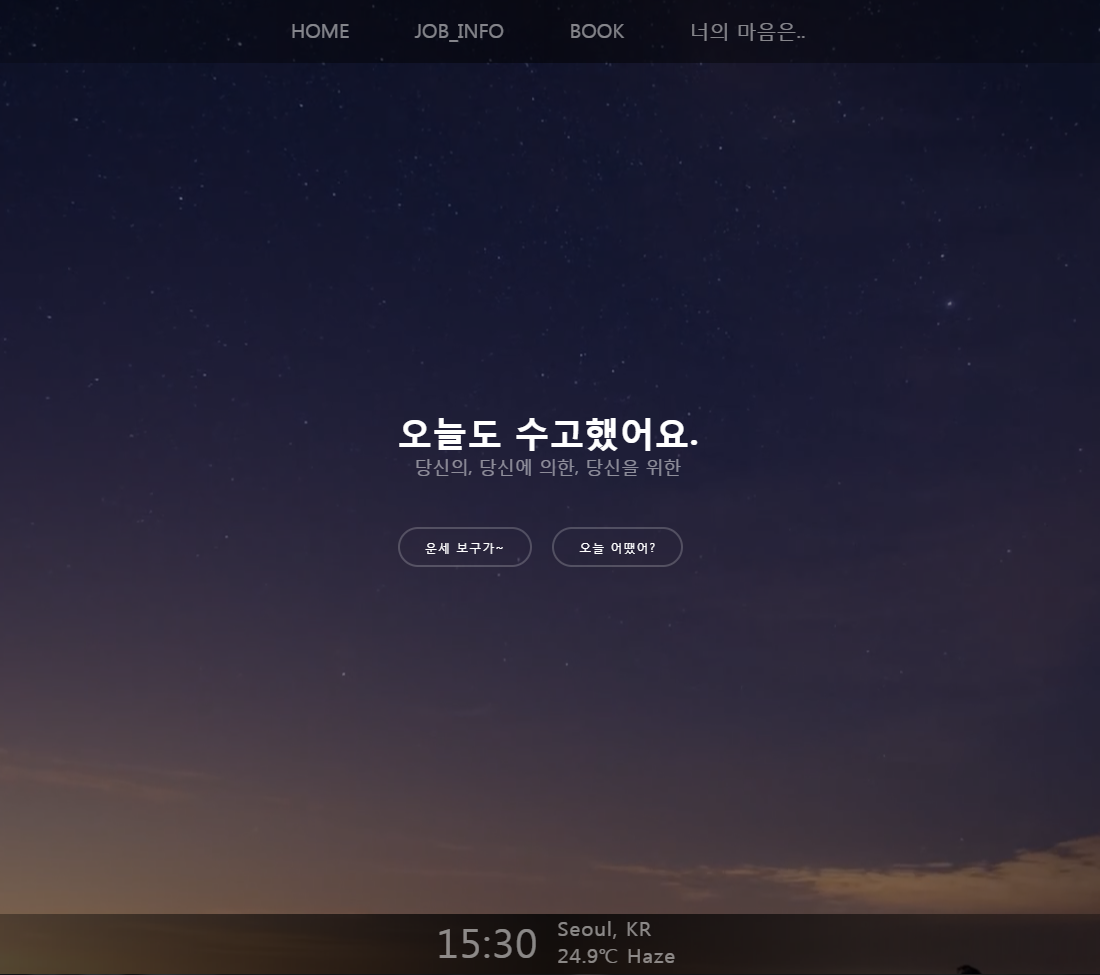 HOME JOB_INFO BOOK 너의 마음은..
오늘도 수고했어요.
당신의, 당신에 의한, 당신을 위한
운세 보구가~ 오늘 어땠어?
15:30 Seoul, KR
24.9℃ Haze